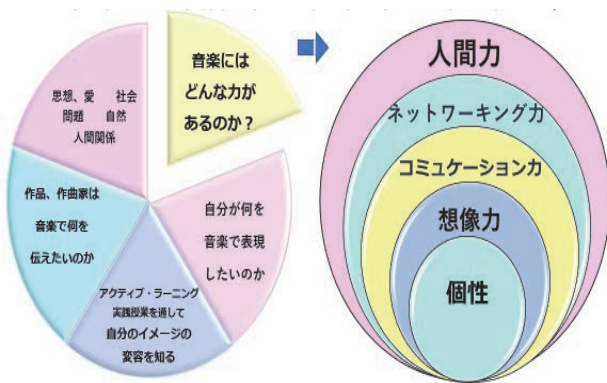 音楽には
どんな力が
あるのか？
思想、愛　社会
問題　自然
人間関係
作品、作曲家は
音楽で何を
伝えたいのか
自分が何を
音楽で表現
したいのか
アクティブ・ラーニング
実践授業を通して
自分のイメージの
変容を知る
人間力
ネットワーキング力
コミュケーション力
想像力
個性